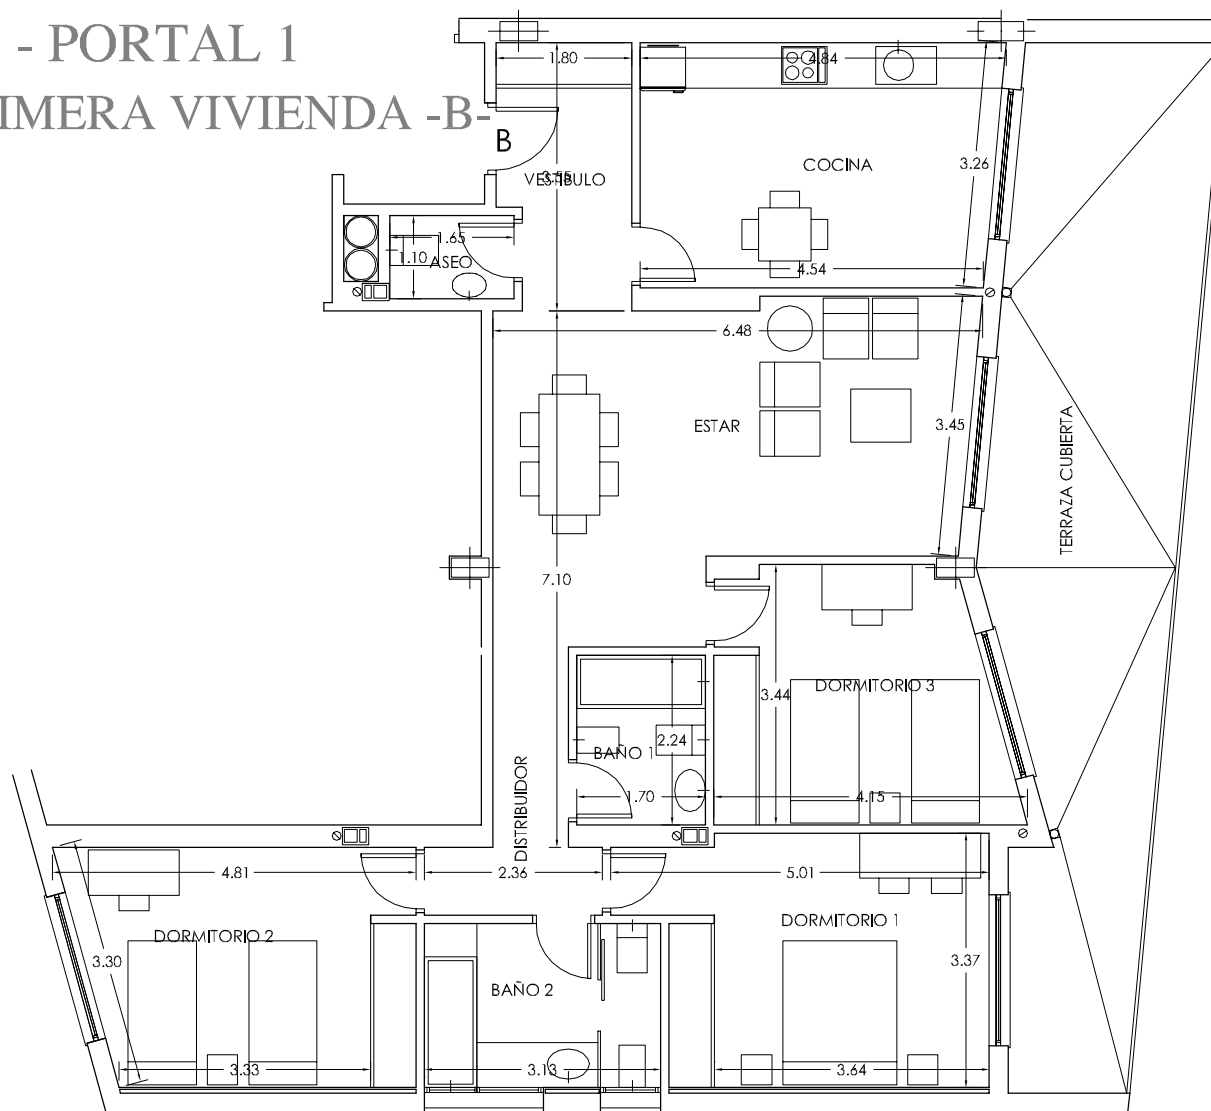 - PORTAL 1
IMERA VIVIENDA -B-
B
1.80
4.84
VESTIBULO
3.55
COCINA
3.26
1.65
1.10
ASEO
4.54
6.48
ESTAR
3.45
TERRAZA CUBIERTA
7.10
3.44
DORMITORIO 3
BAÑO 1
2.24
1.70
4.15
DISTRIBUIDOR
4.81
2.36
5.01
DORMITORIO 2
DORMITORIO 1
3.30
3.37
BAÑO 2
3.33
3.13
3.64